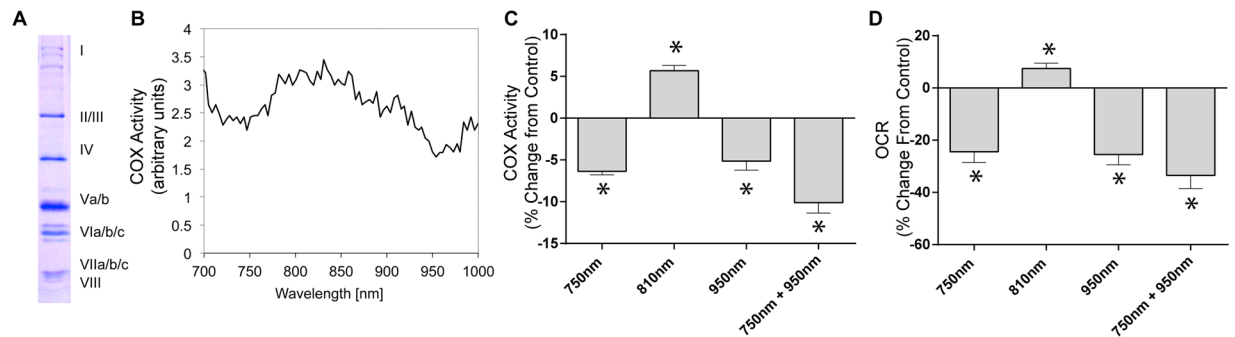 A
I
II/III
IV
Va/b
VIa/b/c
VIIa/b/c
VIII
B
COX Activity
(arbitrary units)
4
3.5
3
2.5
2
1.5
1
0.5
0
700
750
800
850
900
950
1000
Wavelength [nm]
C
COX Activity
(% Change from Control)
10
5
0
-5
-10
-15
*
*
*
*
750nm
810nm
950nm
750nm + 950nm
D
OCR
(% Change From Control)
20
0
-20
-40
-60
*
*
*
*
750nm
810nm
950nm
750nm + 950nm